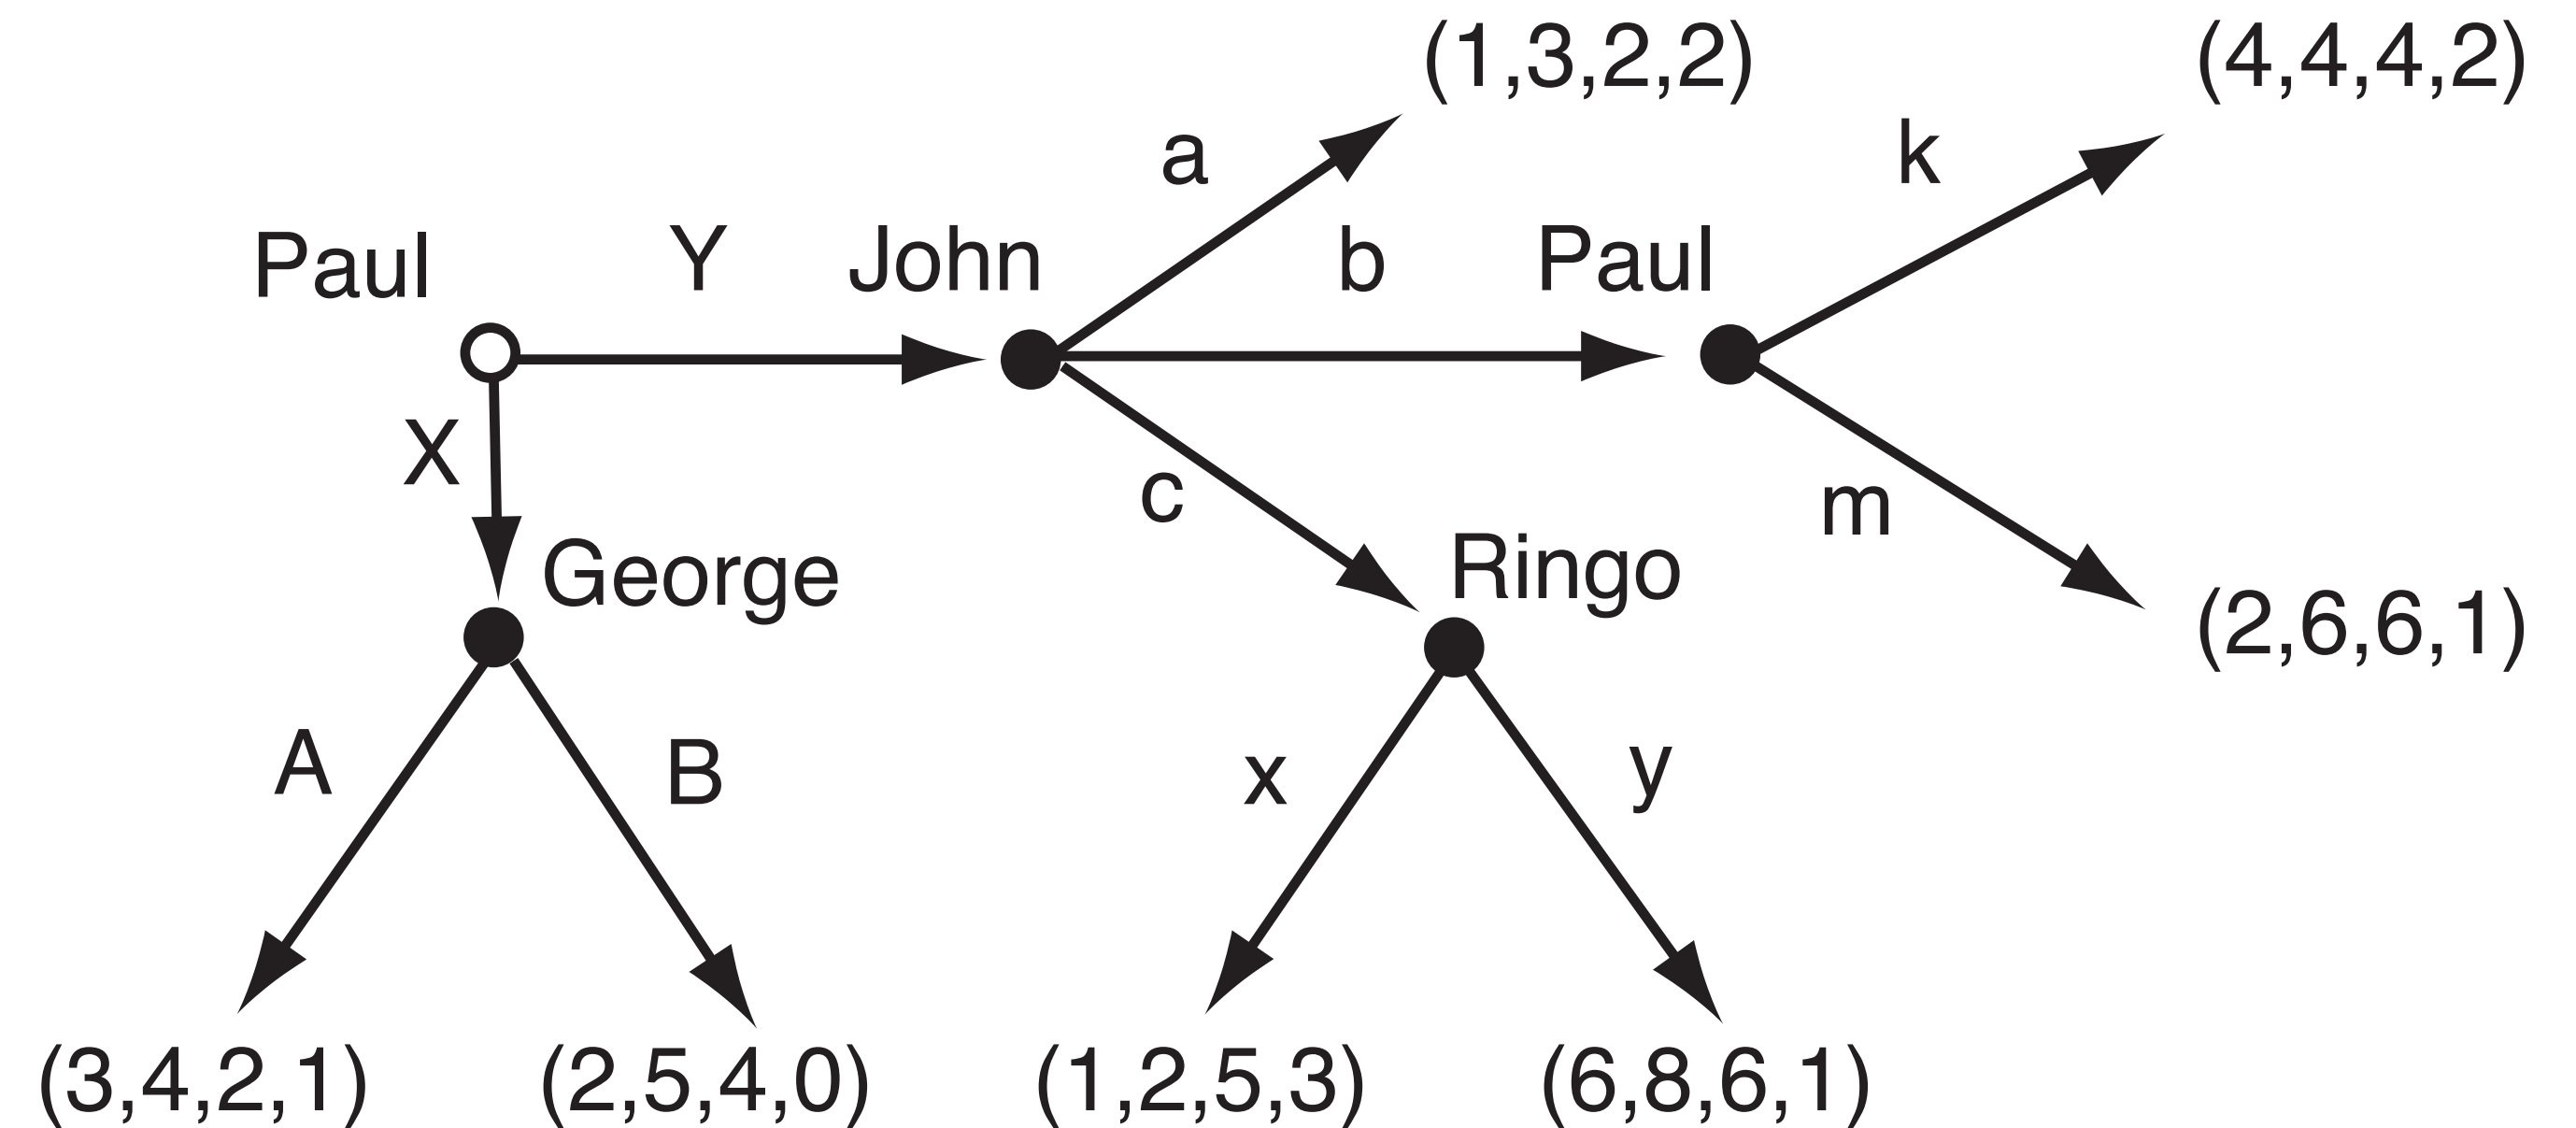 (1,3,2,2)
(4,4,4,2)
a
k
Paul
Y
John
b
Paul
X
c
m
George
Ringo
(2,6,6,1)
A
B
x
y
(3,4,2,1)
(2,5,4,0)
(1,2,5,3)
(6,8,6,1)